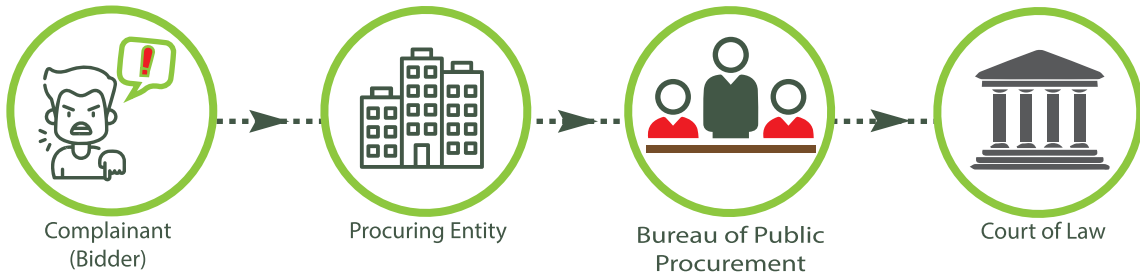 Complainant
(Bidder)
Procuring Entity
Bureau of Public
Procurement
Court of Law